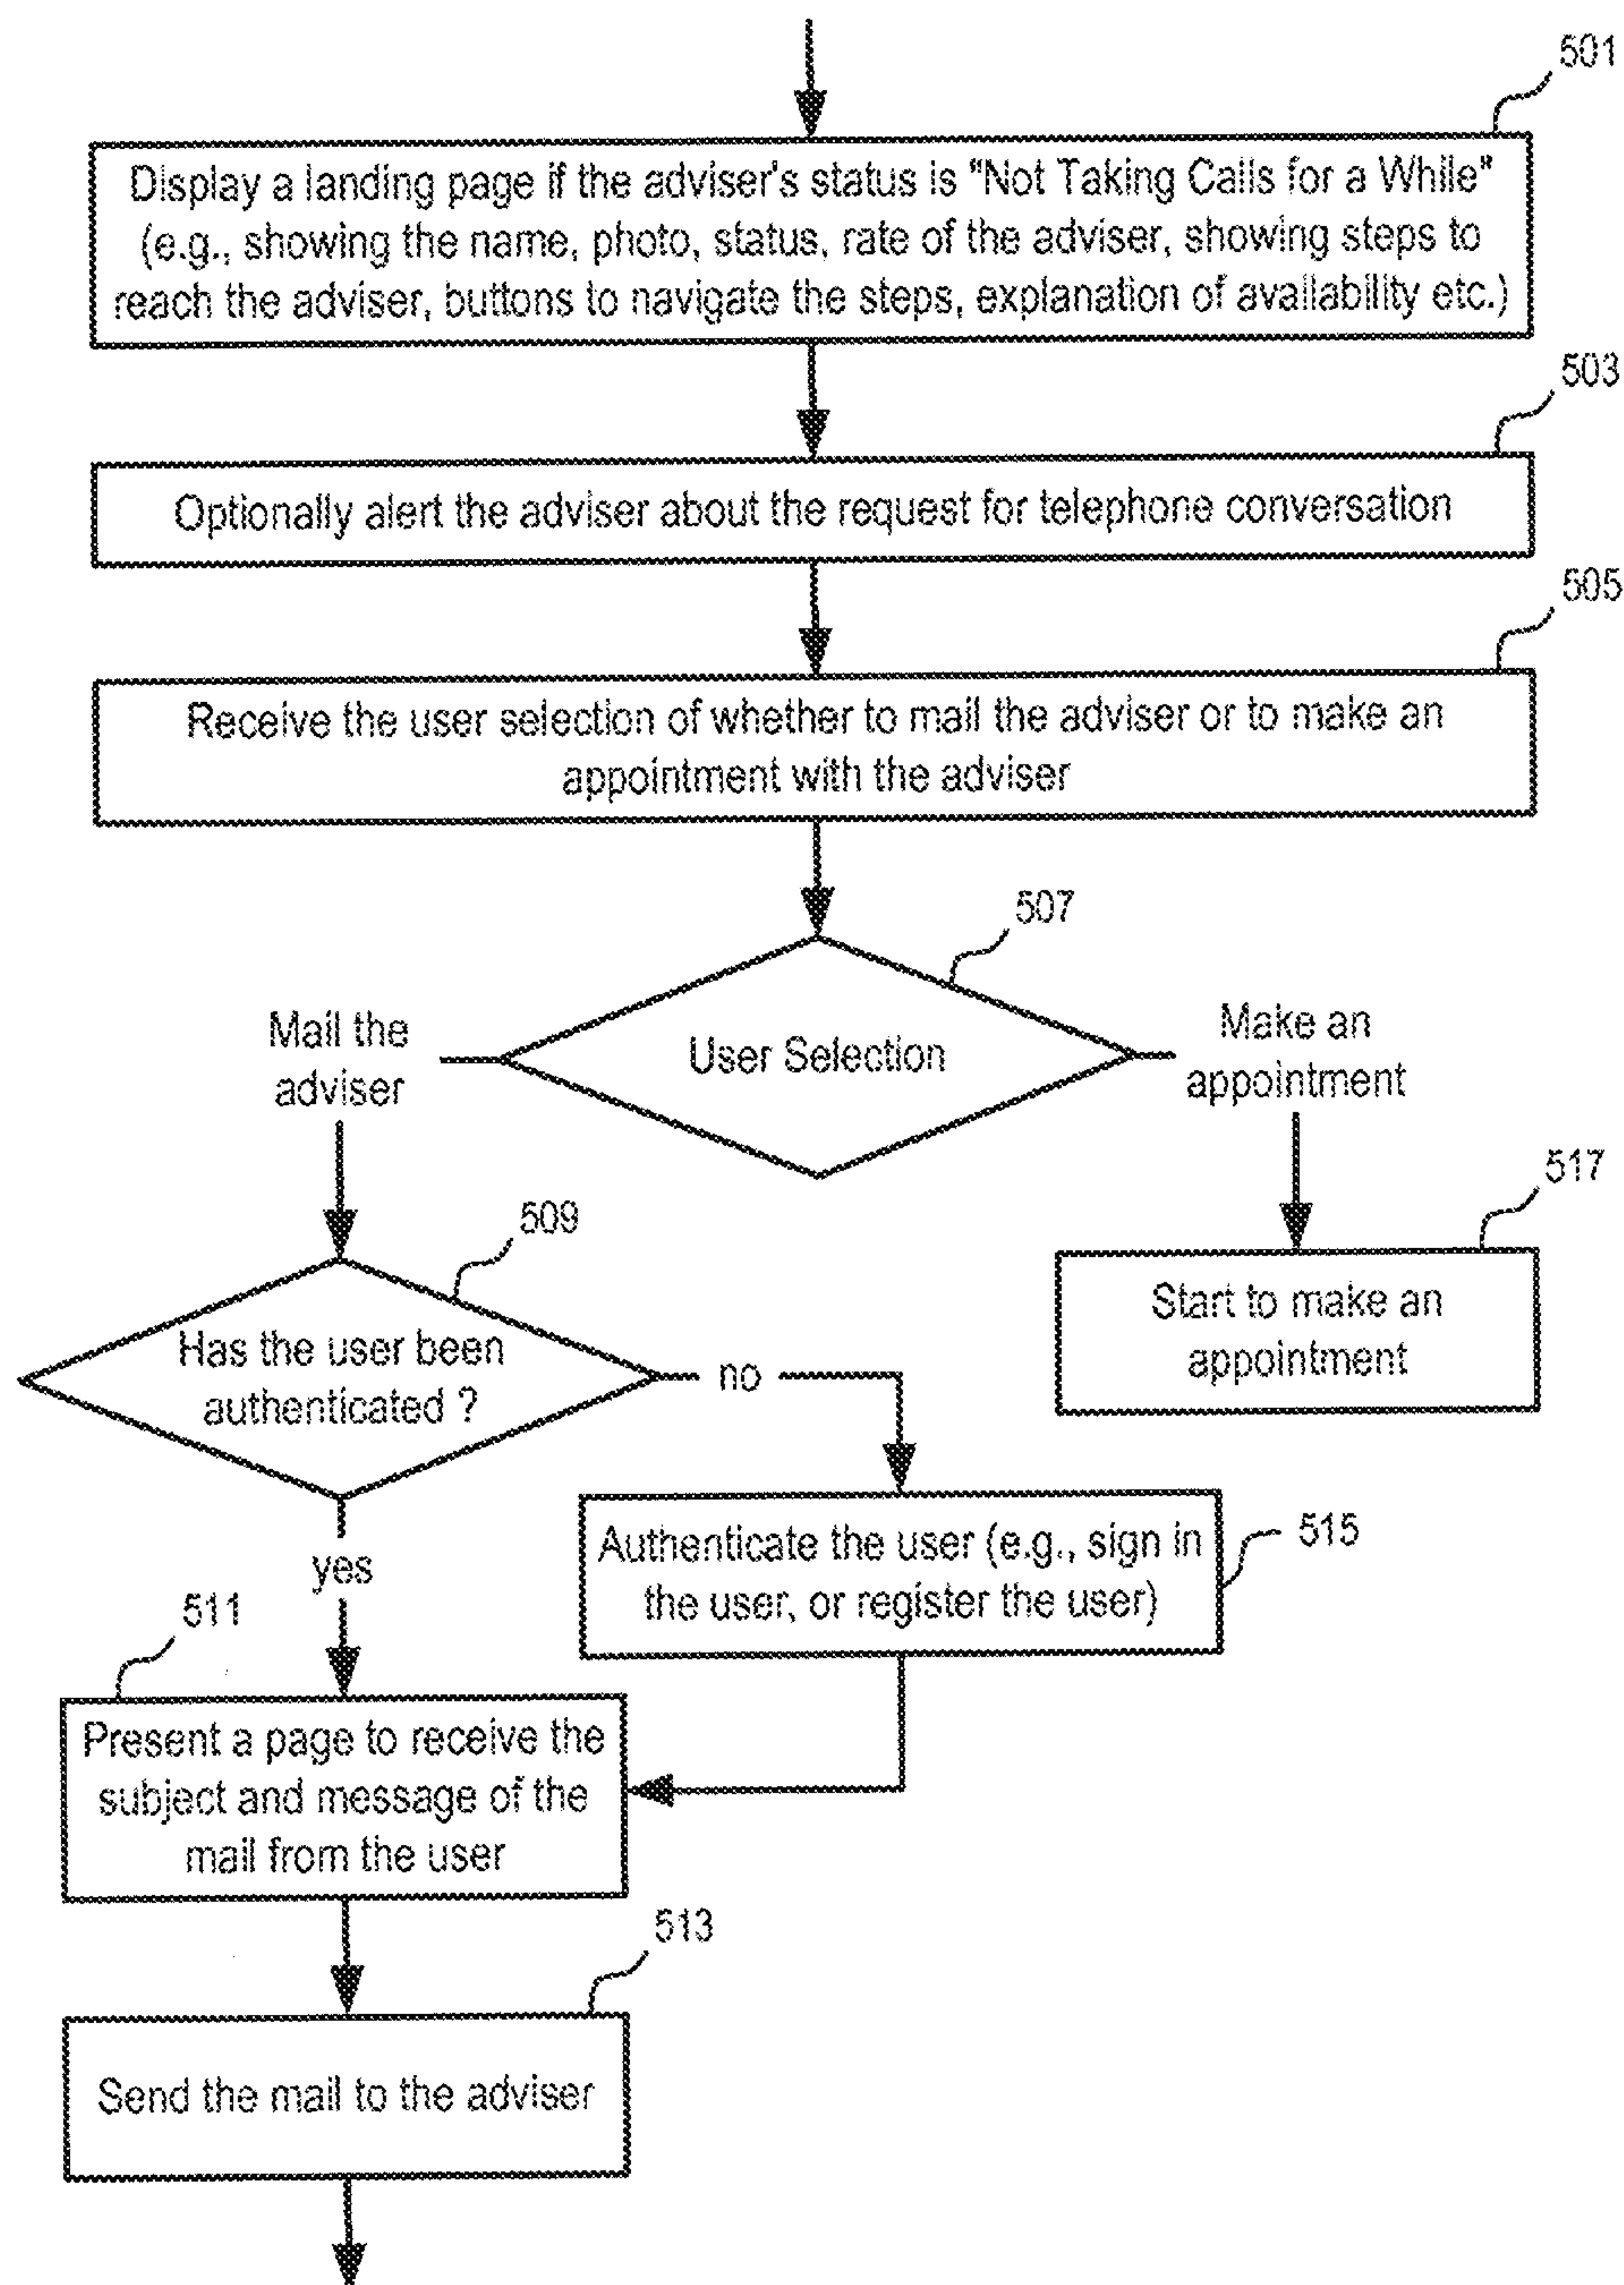 501
Display a landing page if the adviser's status is "Not Taking Calls for a While"
(e.g., showing the name, photo, status, rate of the adviser, showing steps to
reach the adviser, buttons to navigate the steps, explanation of availability etc.)
503
Optionally alert the adviser about the request for telephone conversation
505
Receive the user selection of whether to mail the adviser or to make an
appointment with the adviser
507
User Selection
Mail the
adviser
Make an
appointment
517
Start to make an
appointment
509
Has the user been
authenticated ?
no
yes
Authenticate the user (e.g., sign in
the user, or register the user)
515
511
Present a page to receive the
subject and message of the
mail from the user
513
Send the mail to the adviser